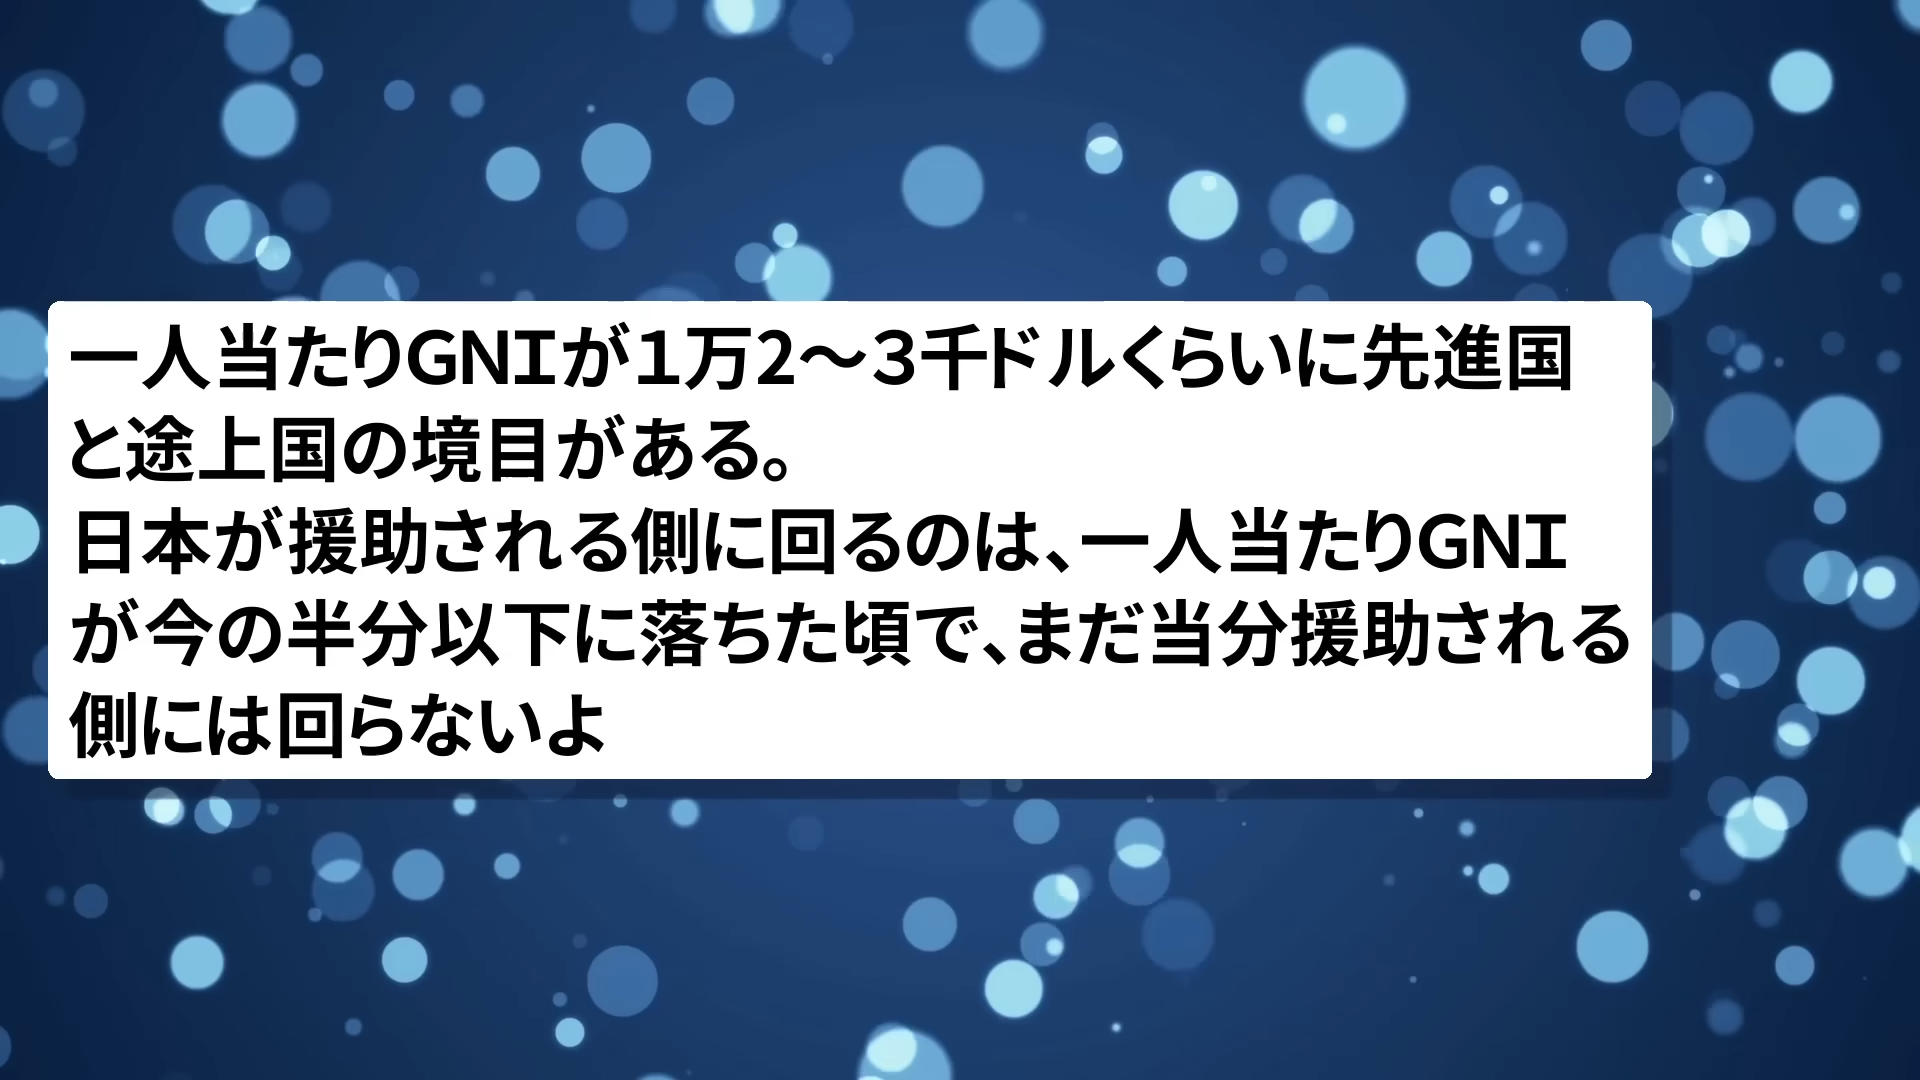 一人当たりGNIが１万2～３千ドルくらいに先進国
と途上国の境目がある。
日本が援助される側に回るのは、一人当たりGNI
が今の半分以下に落ちた頃で、まだ当分援助される
側には回らないよ